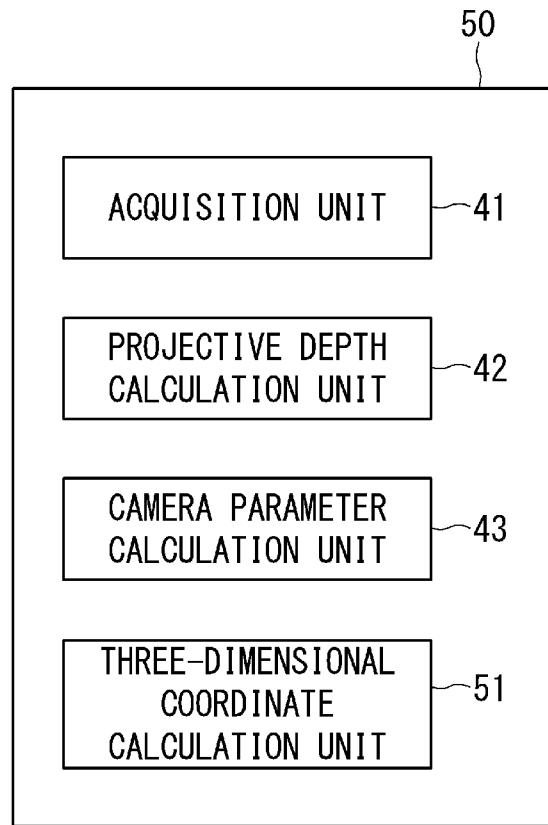 50
ACQUISITION UNIT
41
PROJECTIVE DEPTH
CALCULATION UNIT
42
CAMERA PARAMETER
CALCULATION UNIT
43
THREE-DIMENSIONAL
COORDINATE
CALCULATION UNIT
51